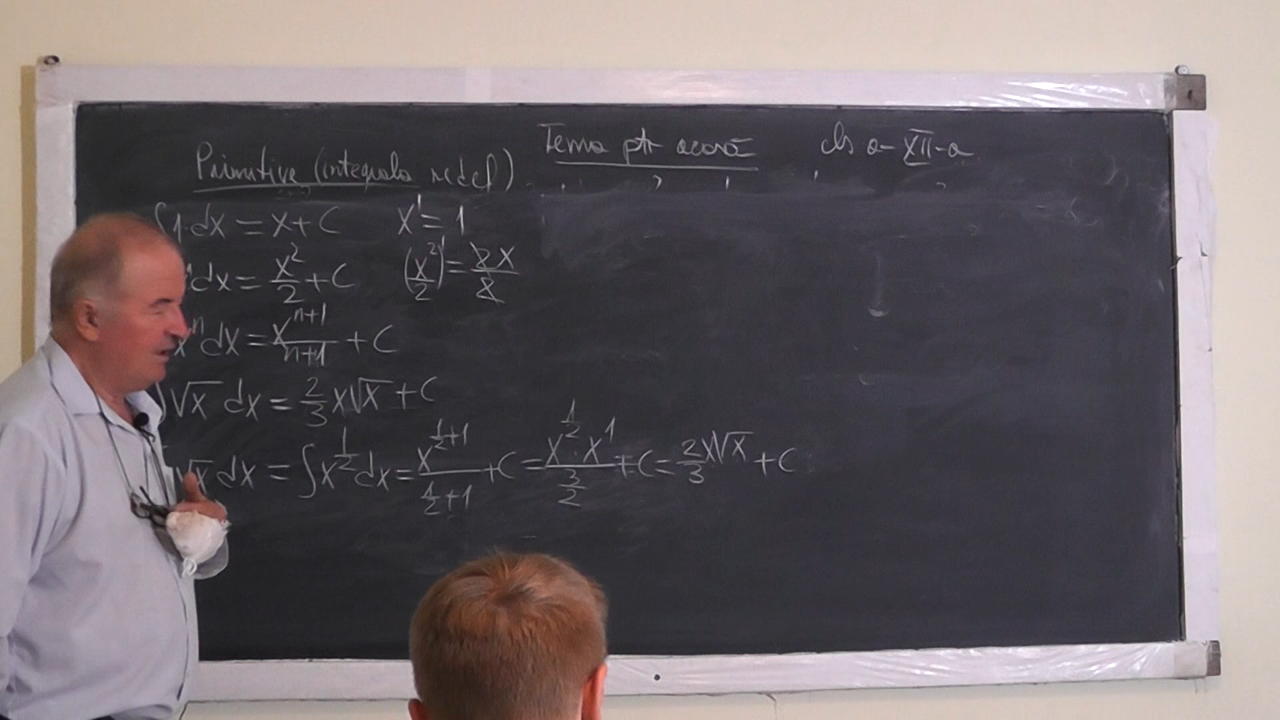 Primitive (integrala nedef)
Tema ptr acasă
cls a-XII-a
∫1·dx = x+C    x' = 1
dx = x²/2 + C    (x²/2)' = 2x/2
xⁿdx = xⁿ⁺¹/n+1 + C
∫√x dx = 2/3 x√x + C
√x dx = ∫x^(1/2) dx = x^(1/2+1)/(1/2+1) + C = x^(1/2)·x¹/(3/2) + C = 2/3 x√x + C